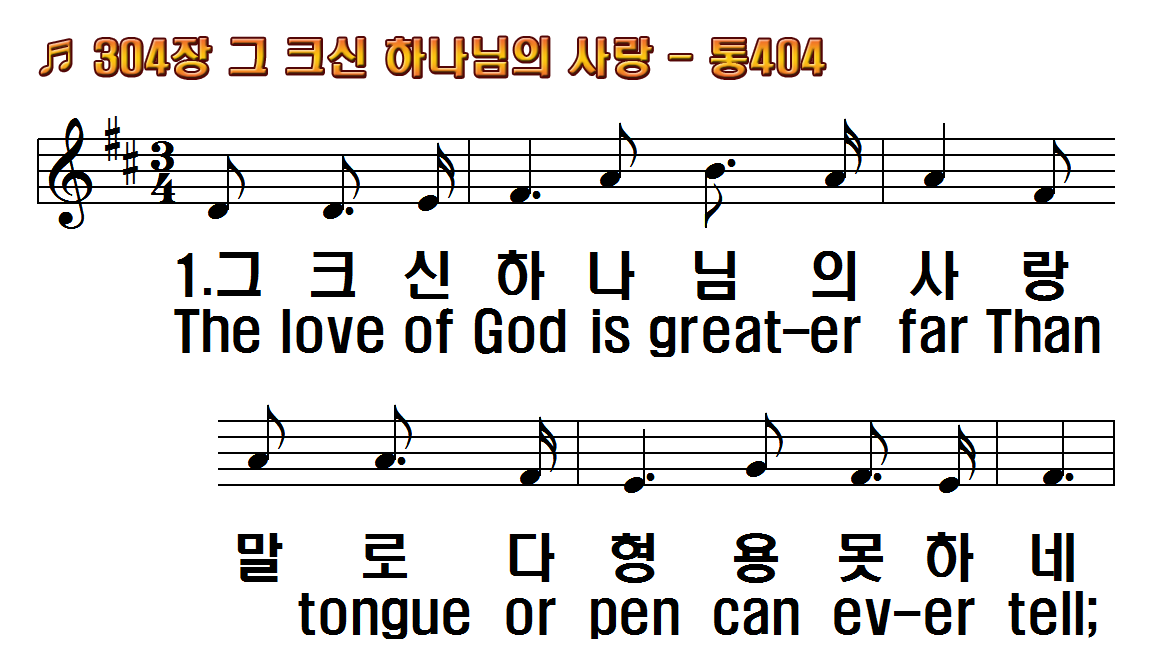 ♬ 304장 그 크신 하나님의 사랑 - 통404
3
4
1.그 크 신 하 나 님 의 사 랑
The love of God is great-er far Than
말 로 다 형 용 못 하 네
tongue or pen can ev-er tell;